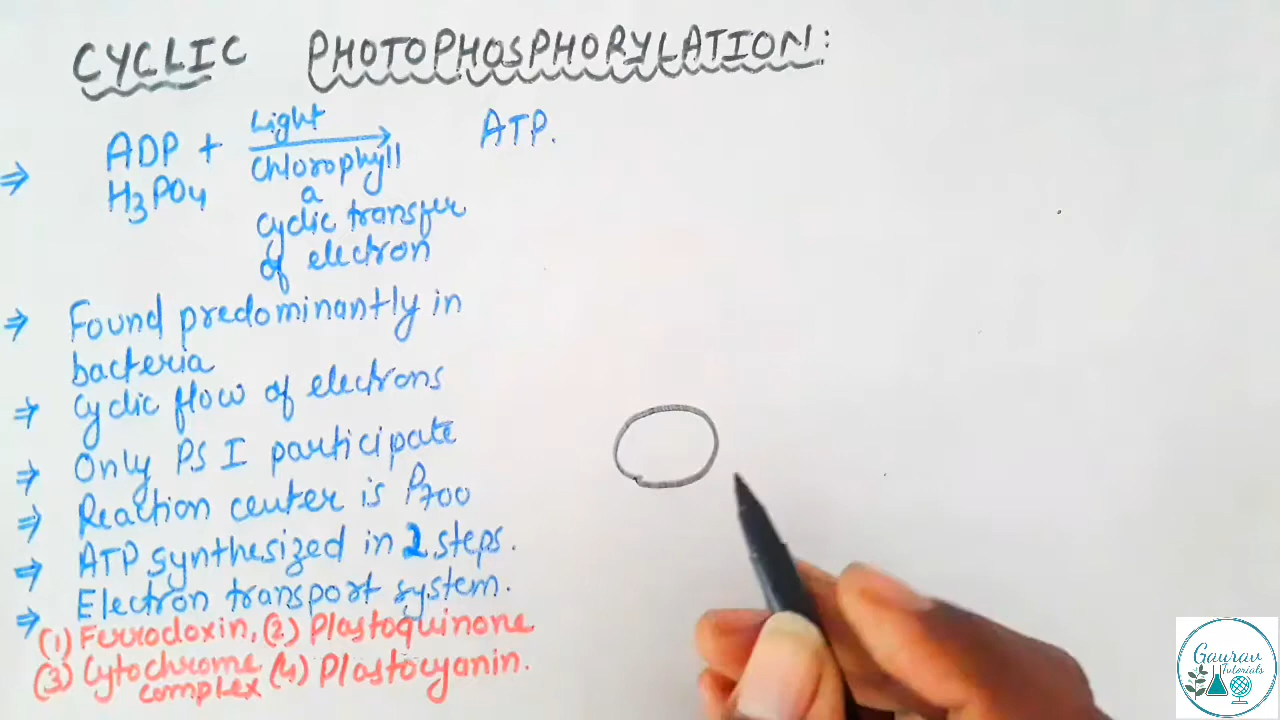 CYCLIC PHOTOPHOSPHORYLATION:
⇒ ADP + H3PO4 Light Chlorophyll a cyclic transfer of electron ATP.
⇒ Found predominantly in
bacteria
⇒ Cyclic flow of electrons
⇒ Only PS I participate
⇒ Reaction center is P700
⇒ ATP synthesized in 2 steps.
⇒ Electron transport system.
(1) Ferrodoxin, (2) Plastoquinone
(3) Cytochrome complex (4) Plastocyanin.
Gaurav
Tutorials